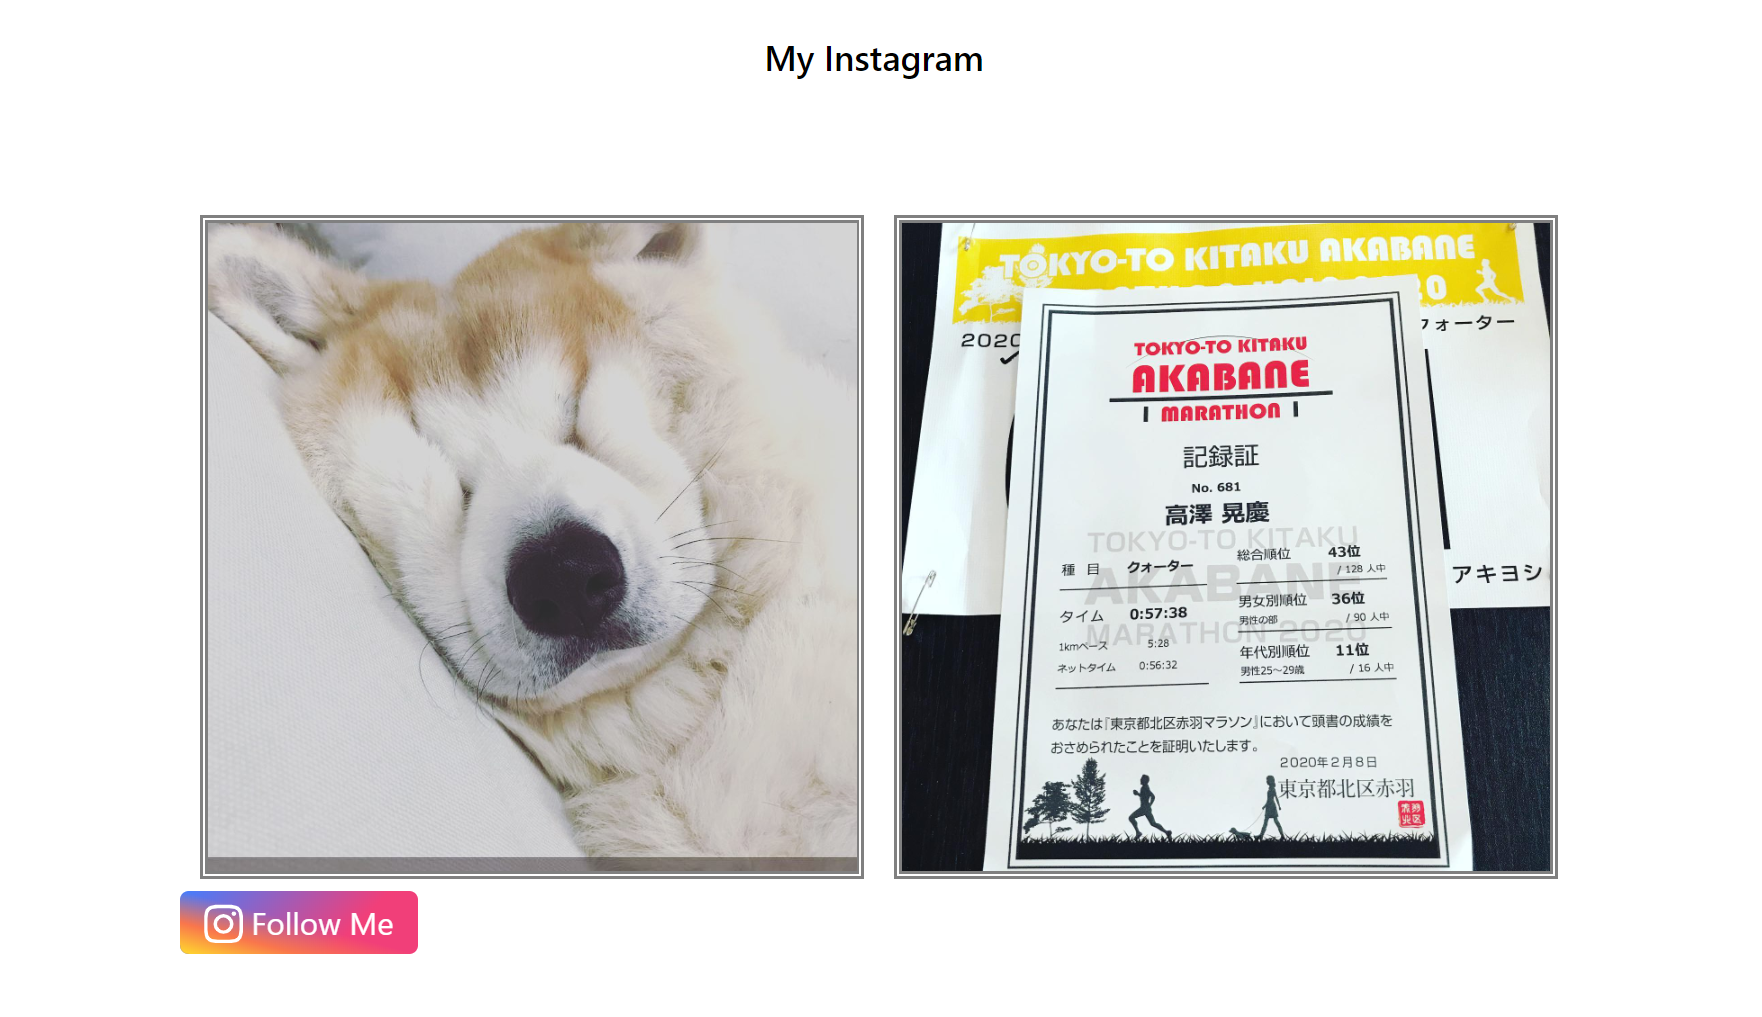 My Instagram
TOKYO-TO KITAKU AKABANE
2020
フォーター
アキヨシ
TOKYO-TO KITAKU
AKABANE
MARATHON
記録証
No. 681
高澤 晃慶
TOKYO-TO KITAKU
AKABANE
MARATHON 2020
種 目 クォーター
タイム 0:57:38
1kmペース 5:28
ネットタイム 0:56:32
総合順位 43位
/ 128 人中
男女別順位 36位
男性の部 / 90 人中
年代別順位 11位
男性25～29歳 / 16 人中
あなたは『東京都北区赤羽マラソン』において頭書の成績を
おさめられたことを証明いたします。
2020年2月8日
東京都北区赤羽
Follow Me